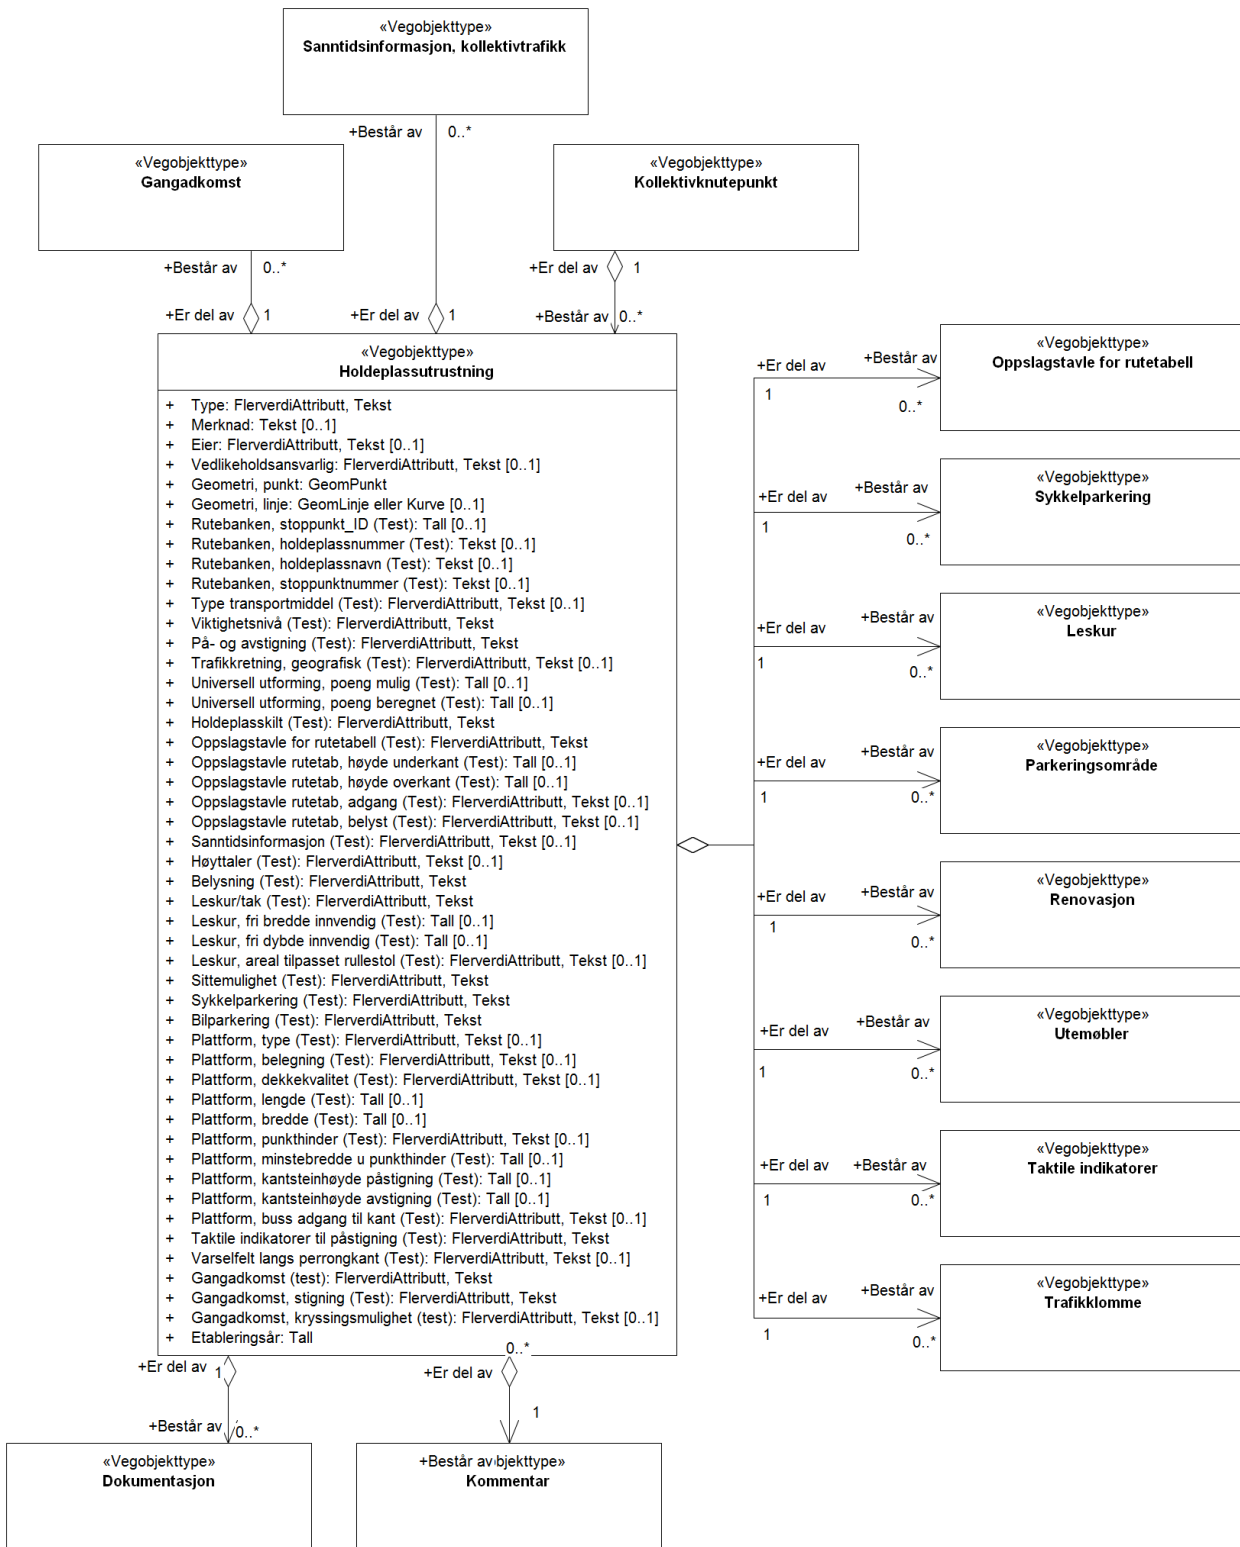 «Vegobjekttype»
Sanntidsinformasjon, kollektivtrafikk
+Består av
0..*
«Vegobjekttype»
Gangadkomst
«Vegobjekttype»
Kollektivknutepunkt
+Består av
0..*
+Er del av
1
+Er del av
1
+Er del av
1
+Består av
0..*
«Vegobjekttype»
Holdeplassutrustning
+ Type: FlerverdiAttributt, Tekst
+ Merknad: Tekst [0..1]
+ Eier: FlerverdiAttributt, Tekst [0..1]
+ Vedlikeholdsansvarlig: FlerverdiAttributt, Tekst [0..1]
+ Geometri, punkt: GeomPunkt
+ Geometri, linje: GeomLinje eller Kurve [0..1]
+ Rutebanken, stoppunkt_ID (Test): Tall [0..1]
+ Rutebanken, holdeplassnummer (Test): Tekst [0..1]
+ Rutebanken, holdeplassnavn (Test): Tekst [0..1]
+ Rutebanken, stoppunktnummer (Test): Tekst [0..1]
+ Type transportmiddel (Test): FlerverdiAttributt, Tekst [0..1]
+ Viktighetsnivå (Test): FlerverdiAttributt, Tekst
+ På- og avstigning (Test): FlerverdiAttributt, Tekst
+ Trafikkretning, geografisk (Test): FlerverdiAttributt, Tekst [0..1]
+ Universell utforming, poeng mulig (Test): Tall [0..1]
+ Universell utforming, poeng beregnet (Test): Tall [0..1]
+ Holdeplasskilt (Test): FlerverdiAttributt, Tekst
+ Oppslagstavle for rutetabell (Test): FlerverdiAttributt, Tekst
+ Oppslagstavle rutetab, høyde underkant (Test): Tall [0..1]
+ Oppslagstavle rutetab, høyde overkant (Test): Tall [0..1]
+ Oppslagstavle rutetab, adgang (Test): FlerverdiAttributt, Tekst [0..1]
+ Oppslagstavle rutetab, belyst (Test): FlerverdiAttributt, Tekst [0..1]
+ Sanntidsinformasjon (Test): FlerverdiAttributt, Tekst [0..1]
+ Høyttaler (Test): FlerverdiAttributt, Tekst [0..1]
+ Belysning (Test): FlerverdiAttributt, Tekst
+ Leskur/tak (Test): FlerverdiAttributt, Tekst
+ Leskur, fri bredde innvendig (Test): Tall [0..1]
+ Leskur, fri dybde innvendig (Test): Tall [0..1]
+ Leskur, areal tilpasset rullestol (Test): FlerverdiAttributt, Tekst [0..1]
+ Sittemulighet (Test): FlerverdiAttributt, Tekst
+ Sykkelparkering (Test): FlerverdiAttributt, Tekst
+ Bilparkering (Test): FlerverdiAttributt, Tekst
+ Plattform, type (Test): FlerverdiAttributt, Tekst [0..1]
+ Plattform, belegning (Test): FlerverdiAttributt, Tekst [0..1]
+ Plattform, dekkekvalitet (Test): FlerverdiAttributt, Tekst [0..1]
+ Plattform, lengde (Test): Tall [0..1]
+ Plattform, bredde (Test): Tall [0..1]
+ Plattform, punkthinder (Test): FlerverdiAttributt, Tekst [0..1]
+ Plattform, minstebredde u punkthinder (Test): Tall [0..1]
+ Plattform, kantsteinhøyde påstigning (Test): Tall [0..1]
+ Plattform, kantsteinhøyde avstigning (Test): Tall [0..1]
+ Plattform, buss adgang til kant (Test): FlerverdiAttributt, Tekst [0..1]
+ Taktile indikatorer til påstigning (Test): FlerverdiAttributt, Tekst
+ Varselfelt langs perrongkant (Test): FlerverdiAttributt, Tekst [0..1]
+ Gangadkomst (test): FlerverdiAttributt, Tekst
+ Gangadkomst, stigning (Test): FlerverdiAttributt, Tekst
+ Gangadkomst, kryssingsmulighet (test): FlerverdiAttributt, Tekst [0..1]
+ Etableringsår: Tall
+Er del av
+Består av
1
0..*
«Vegobjekttype»
Oppslagstavle for rutetabell
+Er del av
+Består av
1
0..*
«Vegobjekttype»
Sykkelparkering
+Er del av
+Består av
1
0..*
«Vegobjekttype»
Leskur
+Er del av
+Består av
1
0..*
«Vegobjekttype»
Parkeringsområde
+Er del av
+Består av
1
0..*
«Vegobjekttype»
Renovasjon
+Er del av
+Består av
1
0..*
«Vegobjekttype»
Utemøbler
+Er del av
+Består av
1
0..*
«Vegobjekttype»
Taktile indikatorer
+Er del av
+Består av
1
0..*
«Vegobjekttype»
Trafikklomme
+Er del av
1
+Består av
0..*
«Vegobjekttype»
Dokumentasjon
0..*
+Er del av
1
+Består av
bjekttype»
Kommentar